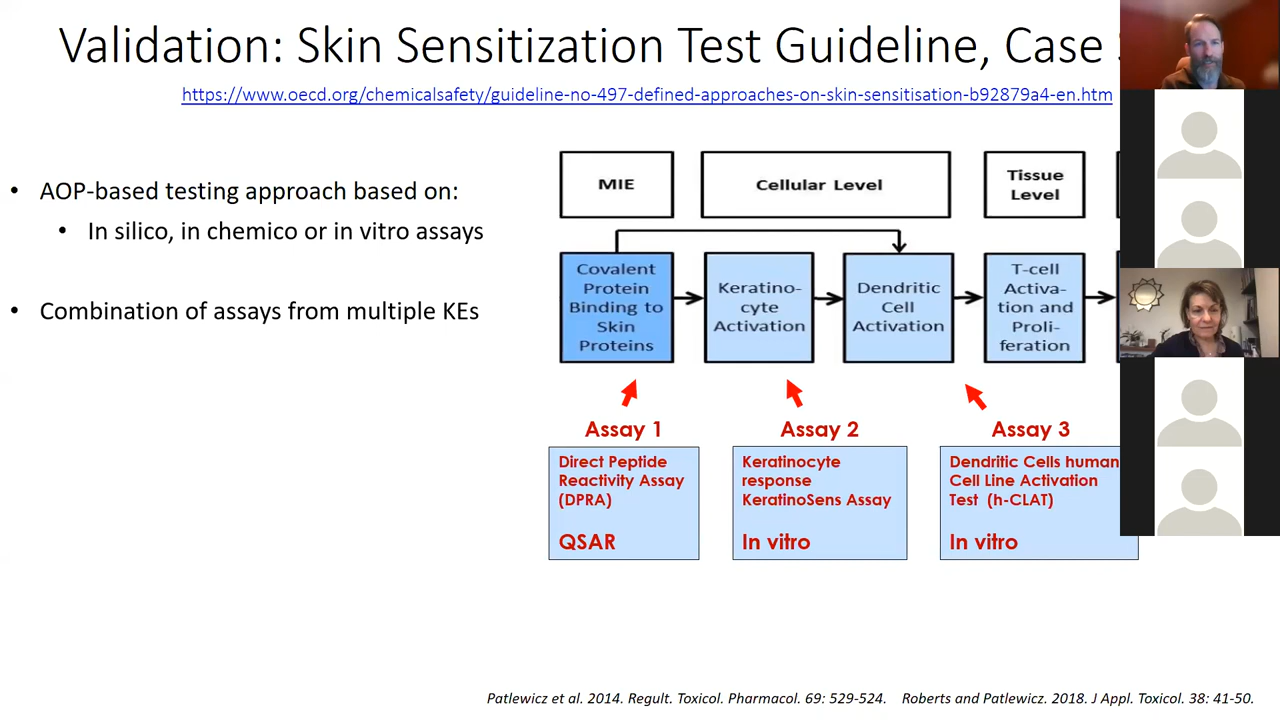 Validation: Skin Sensitization Test Guideline, Case
https://www.oecd.org/chemicalsafety/guideline-no-497-defined-approaches-on-skin-sensitisation-b92879a4-en.htm
• AOP-based testing approach based on:
• In silico, in chemico or in vitro assays
• Combination of assays from multiple KEs
MIE
Cellular Level
Tissue
Level
Covalent
Protein
Binding to
Skin
Proteins
Keratino-
cyte
Activation
Dendritic
Cell
Activation
T-cell
Activa-
tion and
Proli-
feration
Assay 1
Direct Peptide
Reactivity Assay
(DPRA)
QSAR
Assay 2
Keratinocyte
response
KeratinoSens Assay
In vitro
Assay 3
Dendritic Cells human
Cell Line Activation
Test (h-CLAT)
In vitro
Patlewicz et al. 2014. Regult. Toxicol. Pharmacol. 69: 529-524. Roberts and Patlewicz. 2018. J Appl. Toxicol. 38: 41-50.